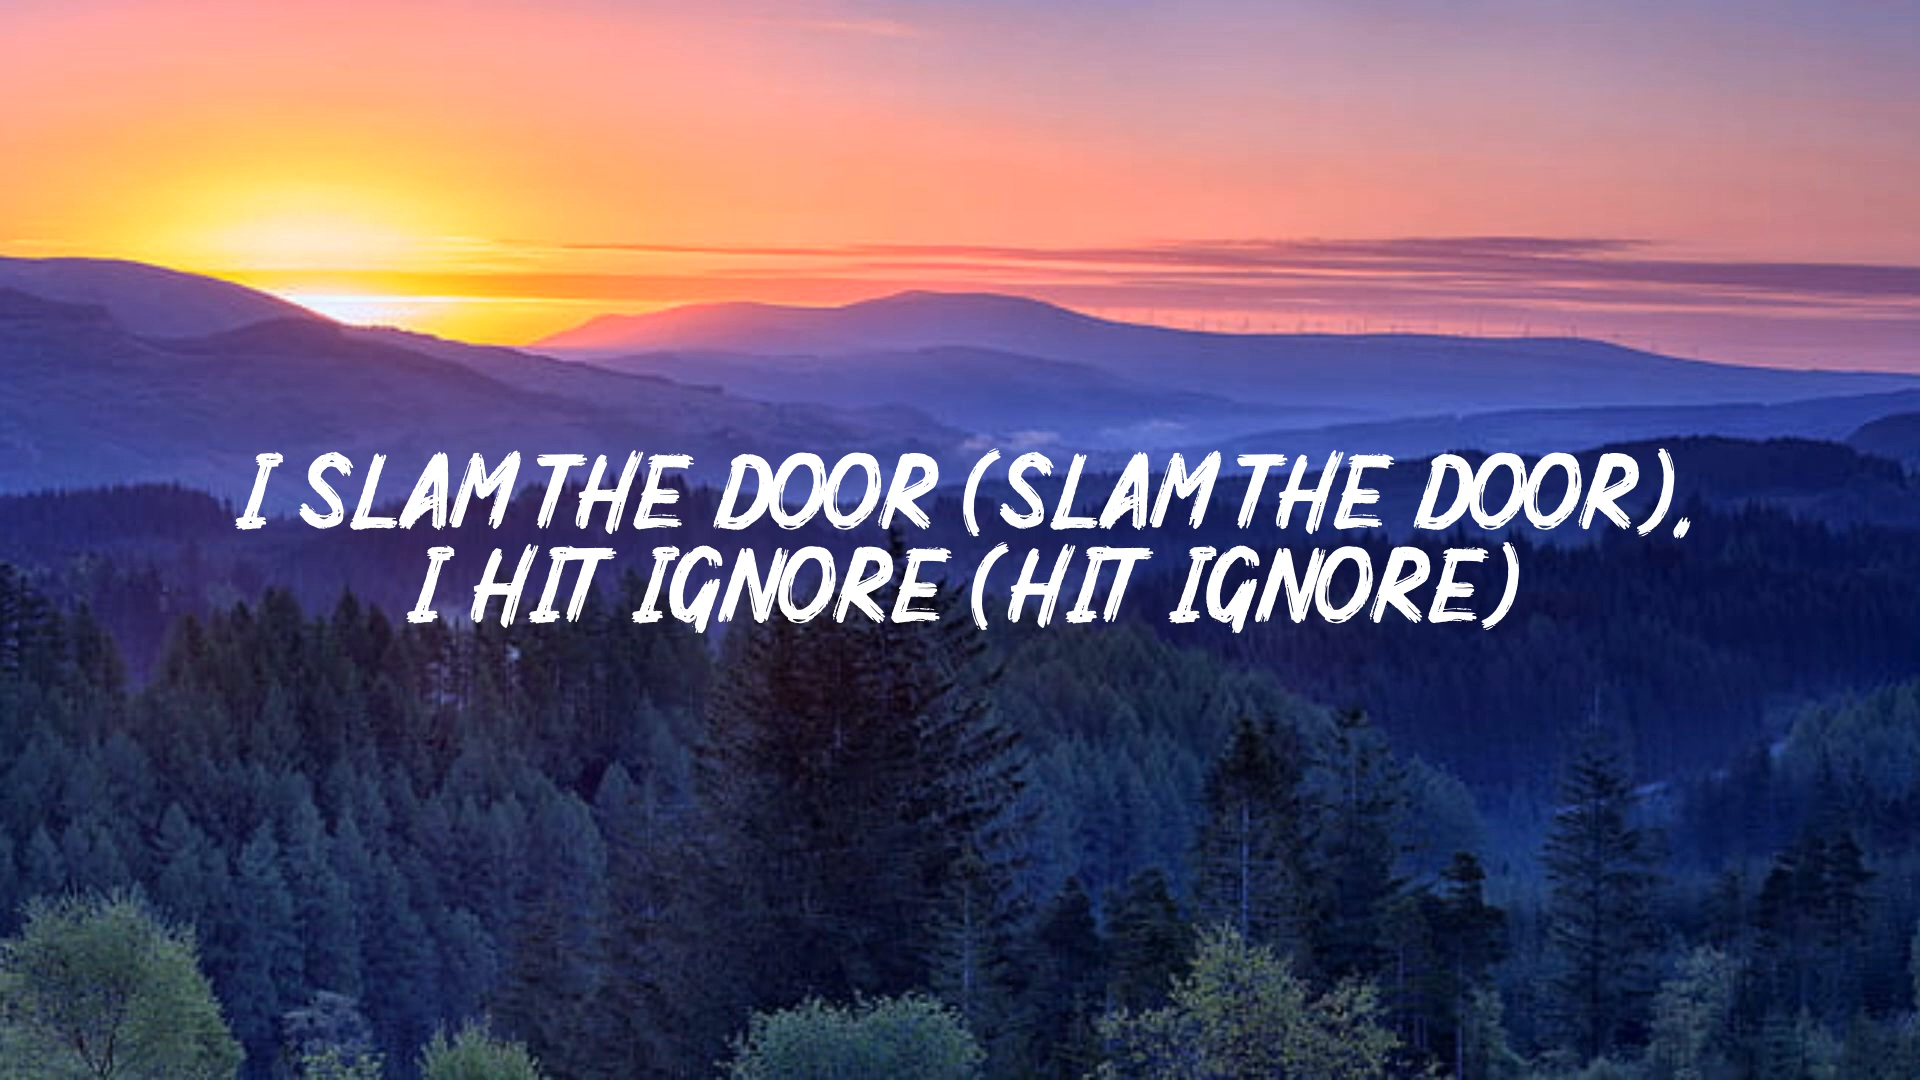 I SLAM THE DOOR (SLAM THE DOOR),
I HIT IGNORE (HIT IGNORE)